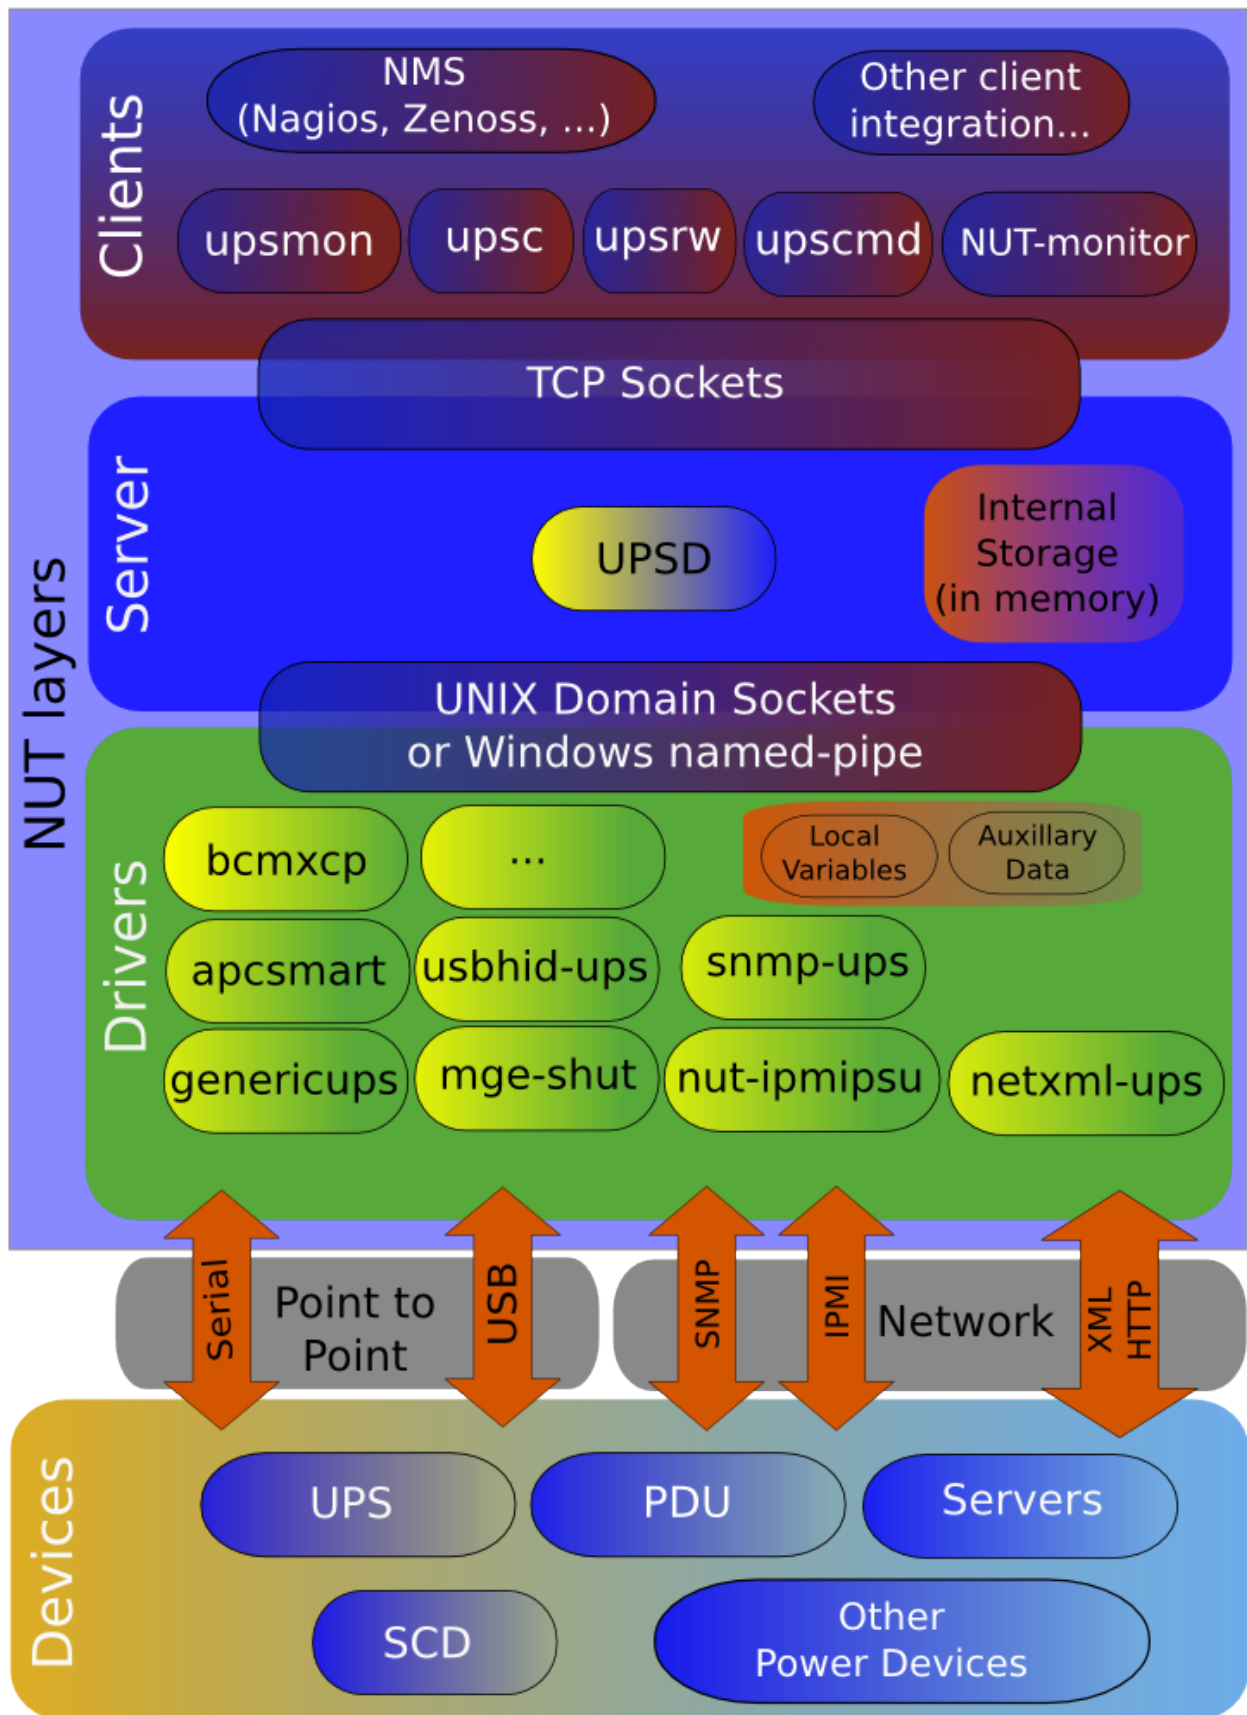 NUT layers
Clients
NMS
(Nagios, Zenoss, ...)
Other client
integration...
upsmon
upsc
upsrw
upscmd
NUT-monitor
TCP Sockets
Server
UPSD
Internal
Storage
(in memory)
UNIX Domain Sockets
or Windows named-pipe
Drivers
bcmxcp
...
Local
Variables
Auxillary
Data
apcsmart
usbhid-ups
snmp-ups
genericups
mge-shut
nut-ipmipsu
netxml-ups
Serial
Point to
Point
USB
SNMP
IPMI
Network
XML
HTTP
Devices
UPS
PDU
Servers
SCD
Other
Power Devices